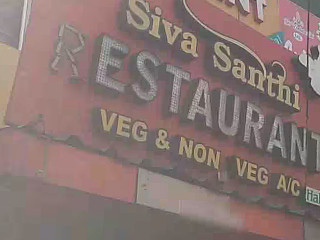 Siva Santhi
RESTAURANT
VEG & NON VEG A/C